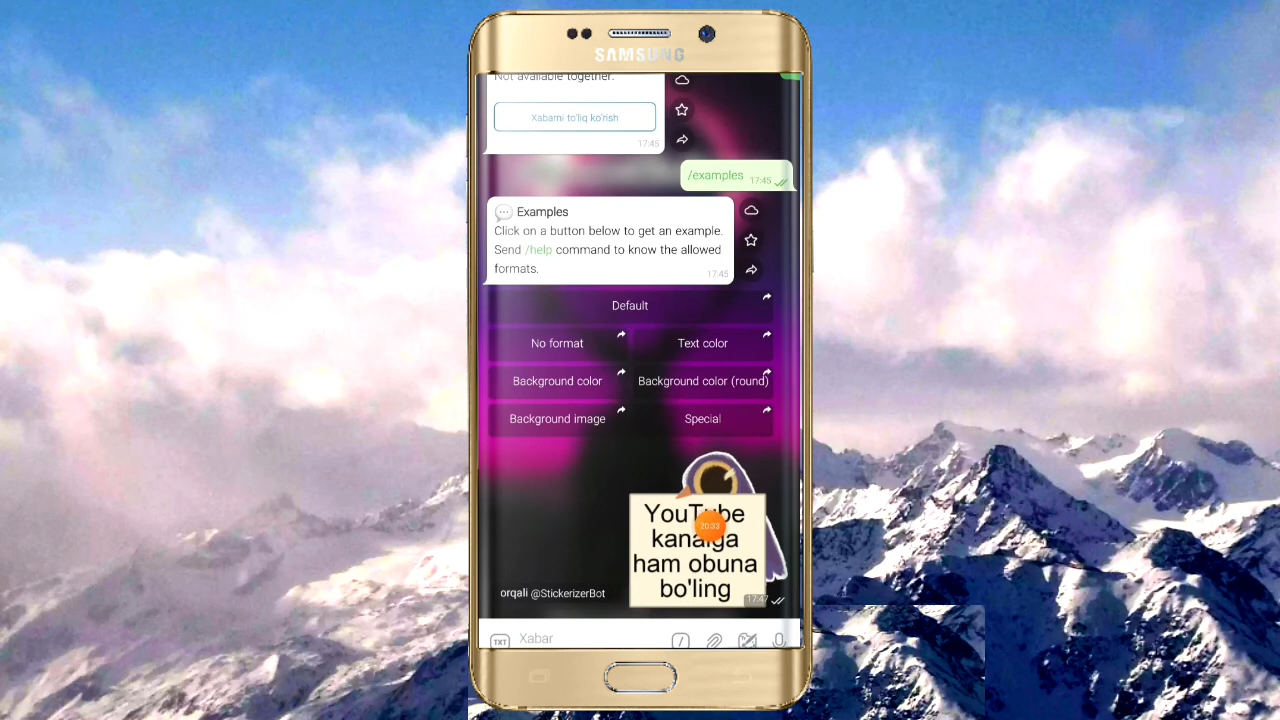 SAMSUNG
Not available together.
Xabarni to'liq ko'rish
17:45
/examples 17:45
Examples
Click on a button below to get an example.
Send /help command to know the allowed
formats.
17:45
Default
No format
Text color
Background color
Background color (round)
Background image
Special
YouTube
20:33
kanalga
ham obuna
bo'ling
orqali @StickerizerBot
17:47
TXT
Xabar
/